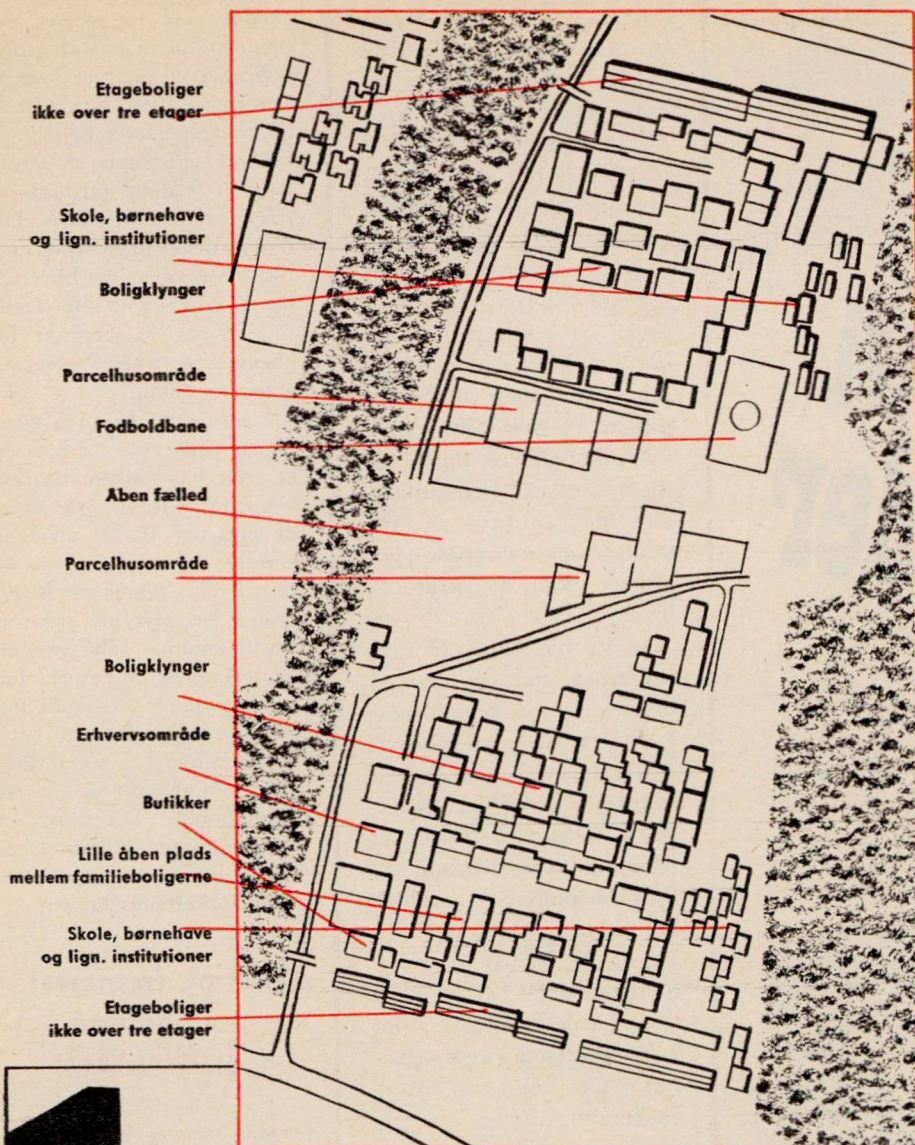 Etageboliger
ikke over tre etager
Skole, børnehave
og lign. institutioner
Boligklynger
Parcelhusområde
Fodboldbane
Aben fælled
Parcelhusområde
Boligklynger
Erhvervsområde
Butikker
Lille åben plads
mellem familieboligerne
Skole, børnehave
og lign. institutioner
Etageboliger
ikke over tre etager